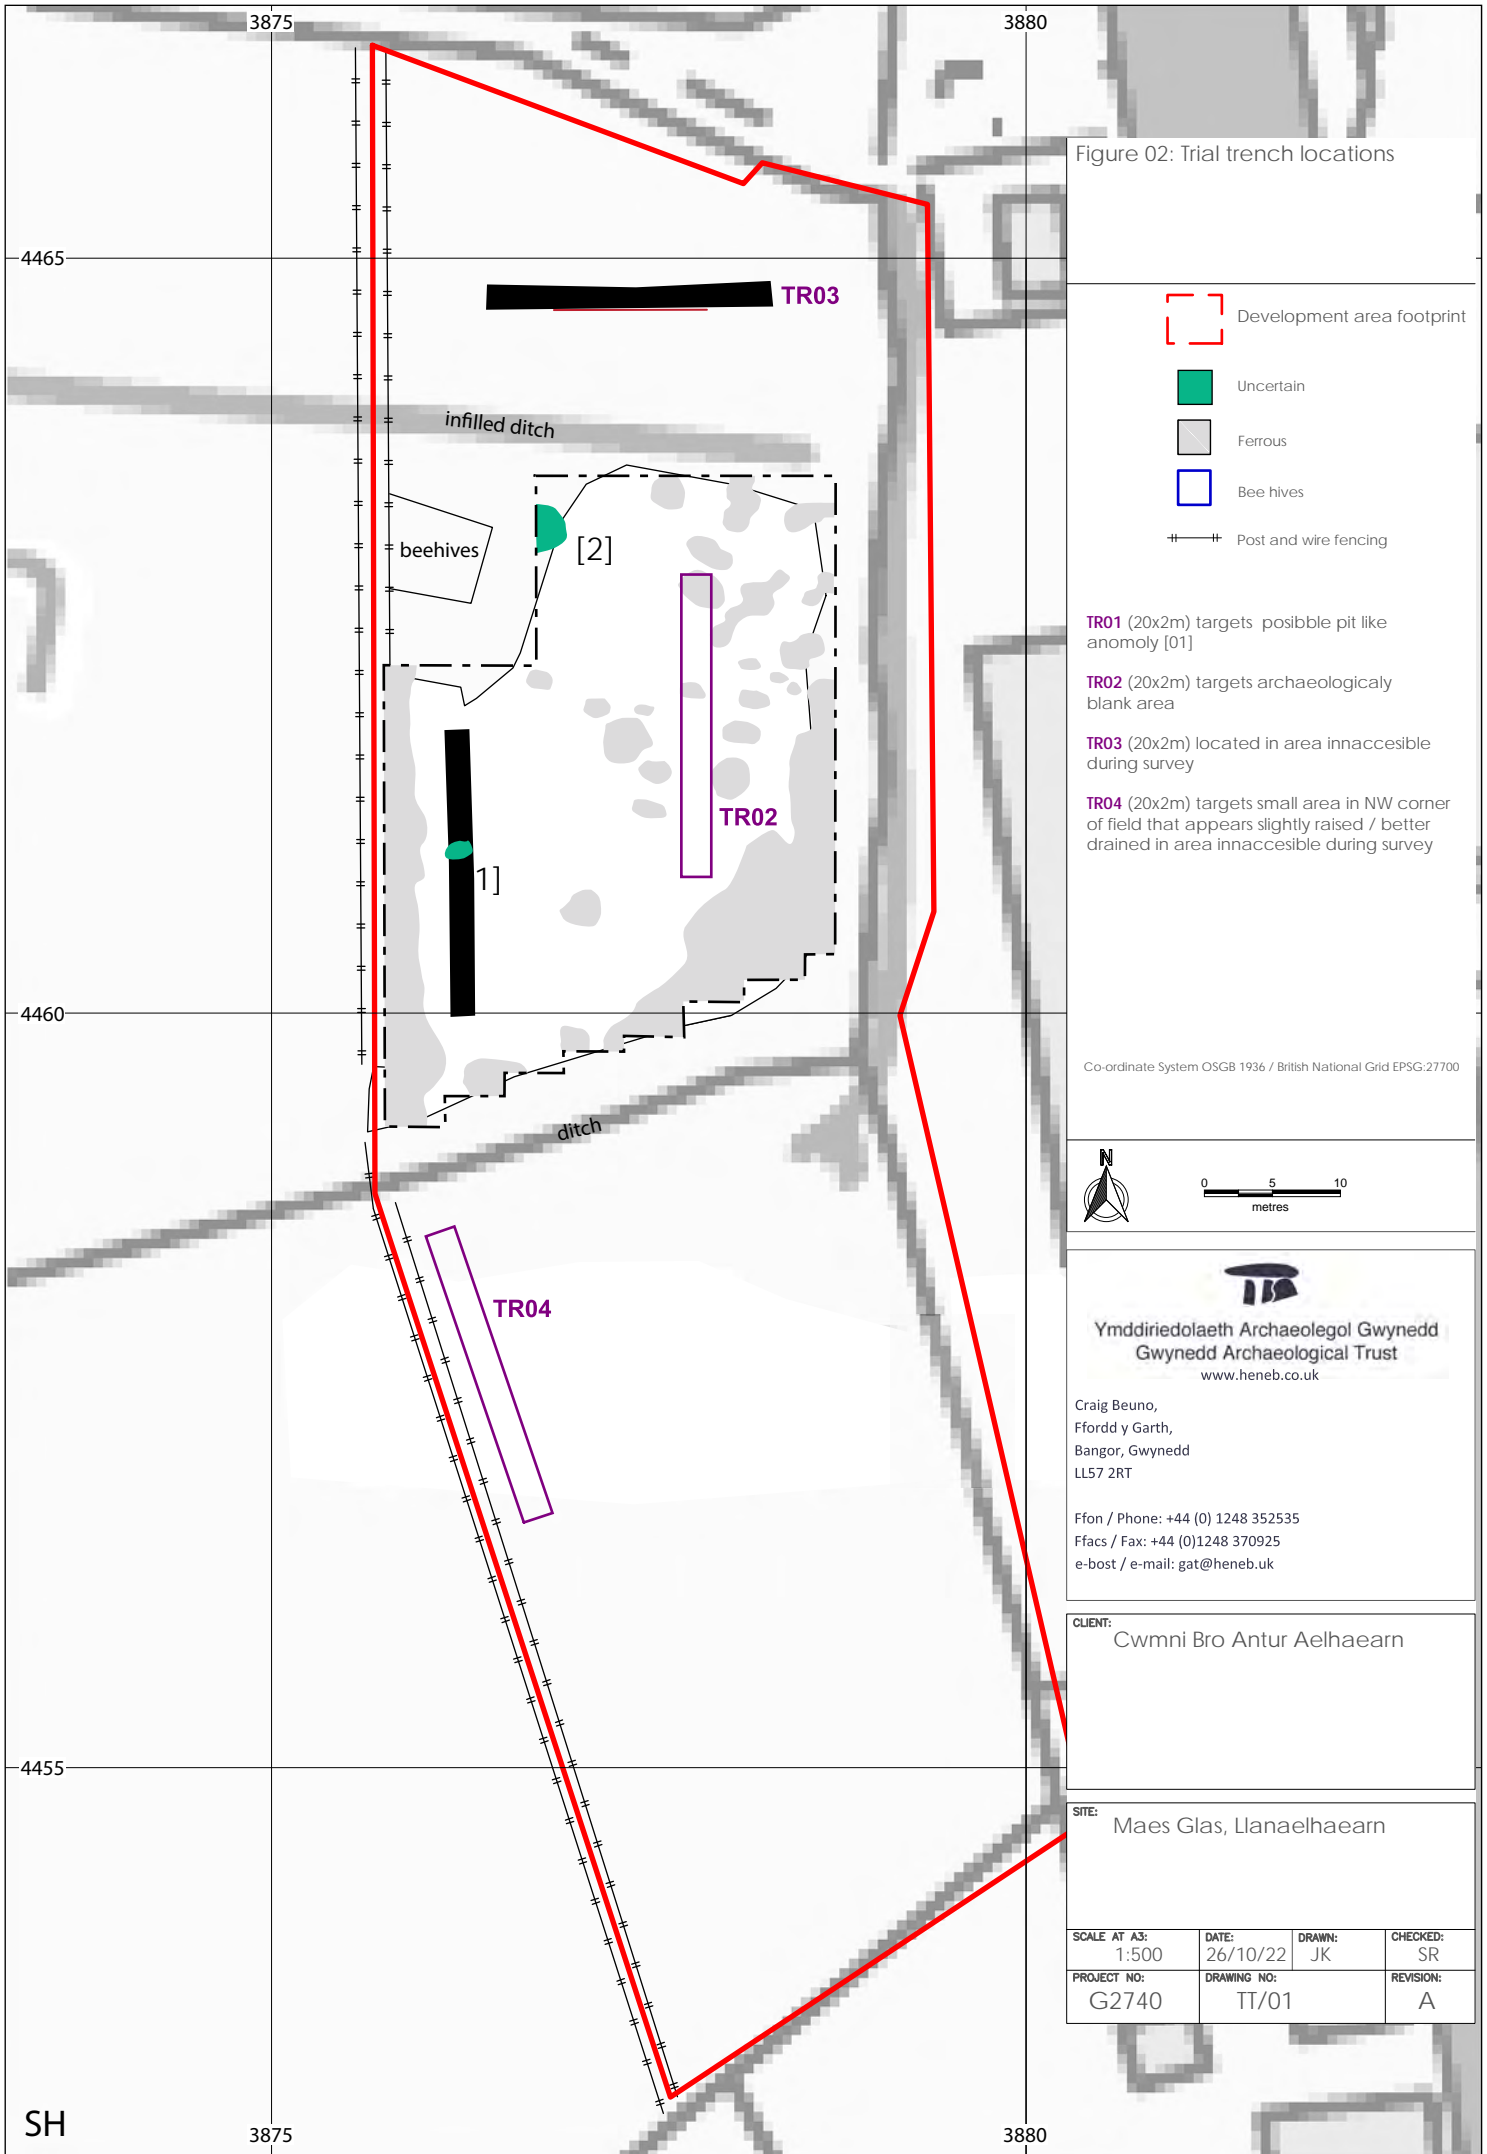 3875
3880
Figure 02: Trial trench locations
4465
TR03
Development area footprint
Uncertain
infilled ditch
Ferrous
Bee hives
[2]
beehives
Post and wire fencing
TR01 (20x2m) targets posibble pit like
anomoly [01]
TR02 (20x2m) targets archaeologicaly
blank area
TR03 (20x2m) located in area innaccesible
during survey
TR04 (20x2m) targets small area in NW corner
of field that appears slightly raised / better
drained in area innaccesible during survey
TR02
1]
4460
Co-ordinate System OSGB 1936 / British National Grid EPSG:27700
ditch
N
0 5 10
metres
TR04
Ymddiriedolaeth Archaeolegol Gwynedd
Gwynedd Archaeological Trust
www.heneb.co.uk
Craig Beuno,
Ffordd y Garth,
Bangor, Gwynedd
LL57 2RT
Ffon / Phone: +44 (0) 1248 352535
Ffacs / Fax: +44 (0)1248 370925
e-bost / e-mail: gat@heneb.uk
CLIENT:
Cwmni Bro Antur Aelhaearn
4455
SITE:
Maes Glas, Llanaelhaearn
SCALE AT A3: DATE: DRAWN: CHECKED:
1:500 26/10/22 JK SR
PROJECT NO: DRAWING NO: REVISION:
G2740 TT/01 A
SH
3875
3880